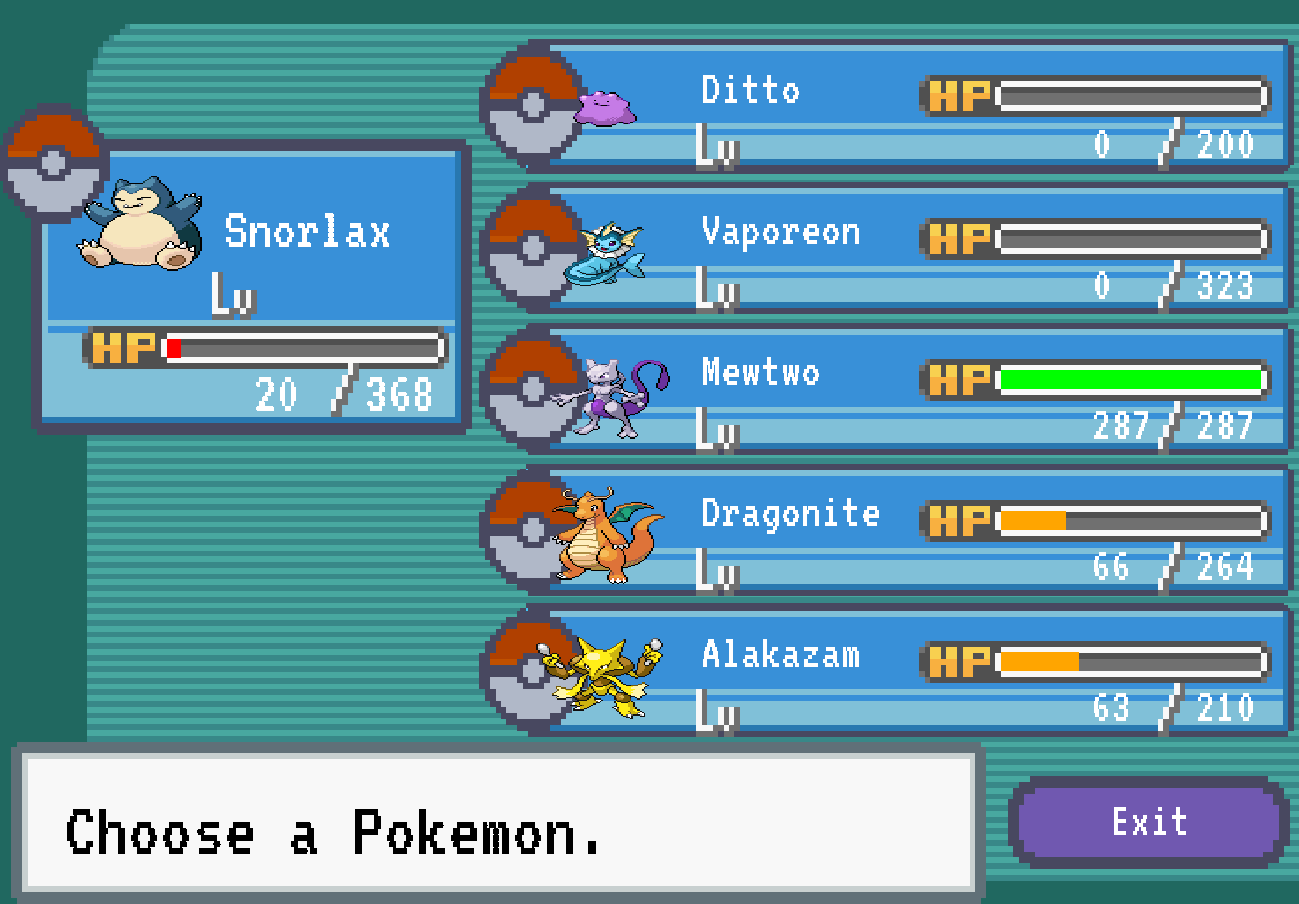 Snorlax
Lv
HP
20 / 368
Ditto
HP
Lv
0 / 200
Vaporeon
HP
Lv
0 / 323
Mewtwo
HP
Lv
287 / 287
Dragonite
HP
Lv
66 / 264
Alakazam
HP
Lv
63 / 210
Choose a Pokemon.
Exit